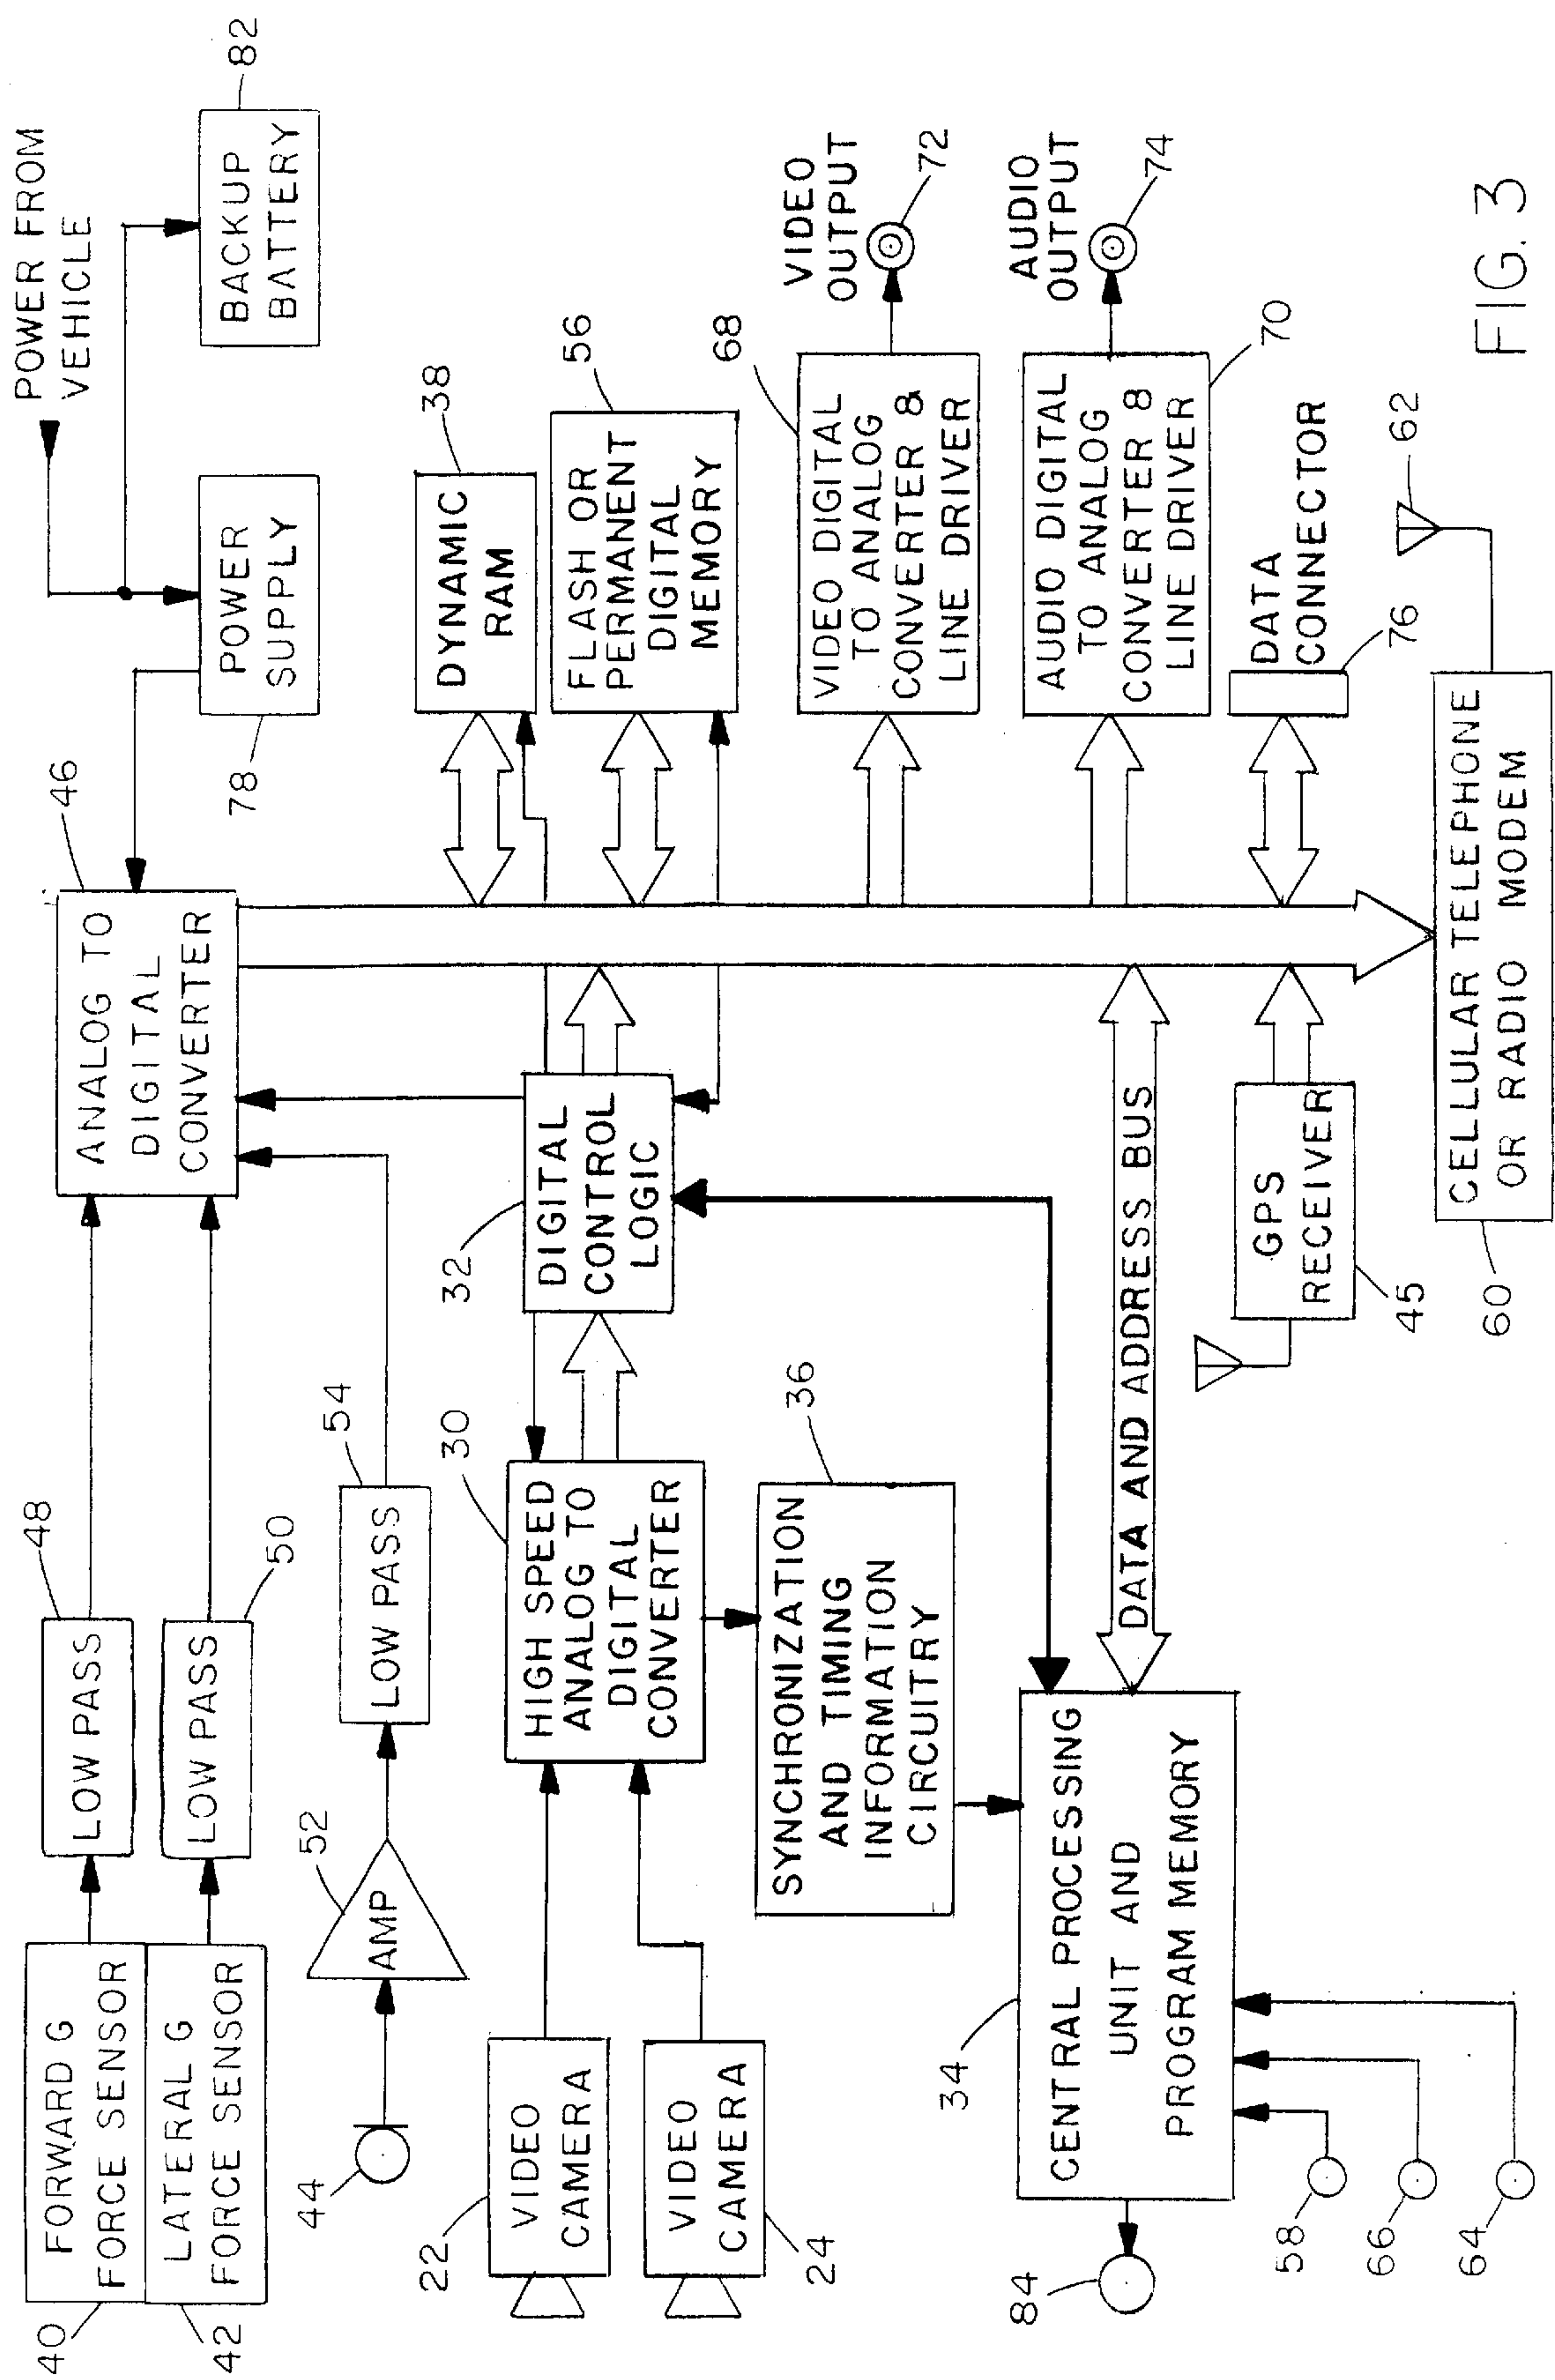 POWER FROM
VEHICLE
82
BACKUP
BATTERY
POWER
SUPPLY
78
46
ANALOG TO
DIGITAL
CONVERTER
48
LOW PASS
50
LOW PASS
FORWARD G
FORCE SENSOR
40
LATERAL G
FORCE SENSOR
42
44
52
AMP
54
LOW PASS
38
DYNAMIC
RAM
56
FLASH OR
PERMANENT
DIGITAL
MEMORY
32
DIGITAL
CONTROL
LOGIC
30
HIGH SPEED
ANALOG TO
DIGITAL
CONVERTER
22
VIDEO
CAMERA
VIDEO
CAMERA
24
36
SYNCHRONIZATION
AND TIMING
INFORMATION
CIRCUITRY
68
VIDEO DIGITAL
TO ANALOG
CONVERTER &
LINE DRIVER
VIDEO
OUTPUT
72
AUDIO DIGITAL
TO ANALOG
CONVERTER &
LINE DRIVER
70
AUDIO
OUTPUT
74
34
CENTRAL PROCESSING
UNIT AND
PROGRAM MEMORY
84
58
66
64
DATA AND ADDRESS BUS
DATA
CONNECTOR
76
GPS
RECEIVER
45
62
CELLULAR TELEPHONE
OR RADIO MODEM
60
FIG. 3